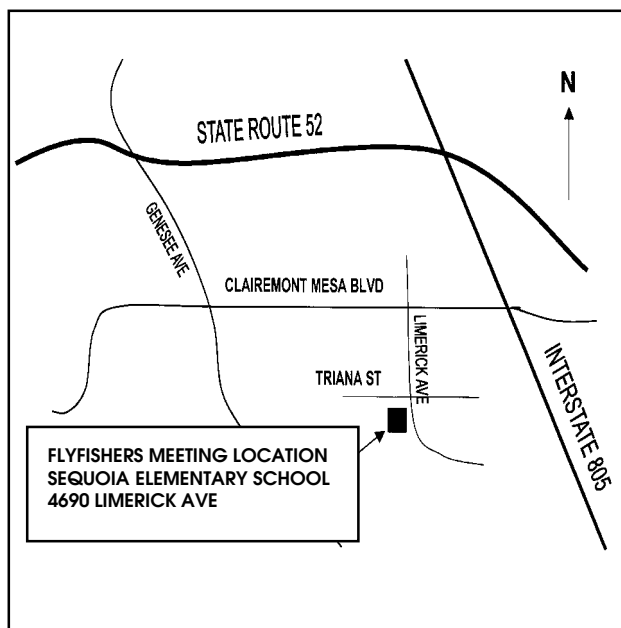 N
STATE ROUTE 52
GENESEE AVE
CLAIREMONT MESA BLVD
LIMERICK AVE
TRIANA ST
INTERSTATE 805
FLYFISHERS MEETING LOCATION
SEQUOIA ELEMENTARY SCHOOL
4690 LIMERICK AVE